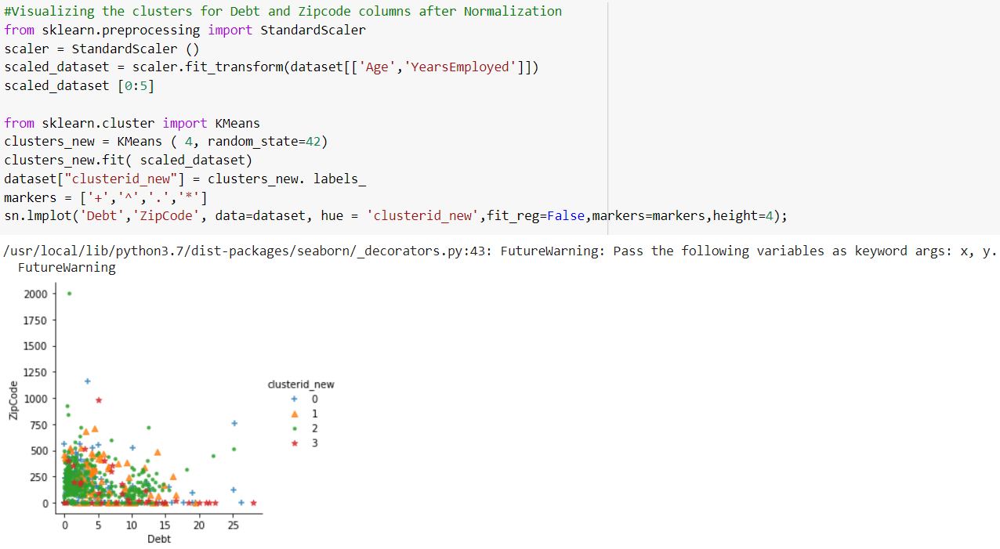 #Visualizing the clusters for Debt and Zipcode columns after Normalization
from sklearn.preprocessing import StandardScaler
scaler = StandardScaler ()
scaled_dataset = scaler.fit_transform(dataset[['Age','YearsEmployed']])
scaled_dataset [0:5]
from sklearn.cluster import KMeans
clusters_new = KMeans ( 4, random_state=42)
clusters_new.fit( scaled_dataset)
dataset["clusterid_new"] = clusters_new. labels_
markers = ['+','^','.','*']
sn.lmplot('Debt','ZipCode', data=dataset, hue = 'clusterid_new',fit_reg=False,markers=markers,height=4);
/usr/local/lib/python3.7/dist-packages/seaborn/_decorators.py:43: FutureWarning: Pass the following variables as keyword args: x, y.
FutureWarning
2000
1750
1500
1250
1000
750
500
250
0
ZipCode
0 5 10 15 20 25
Debt
clusterid_new
0
1
2
3